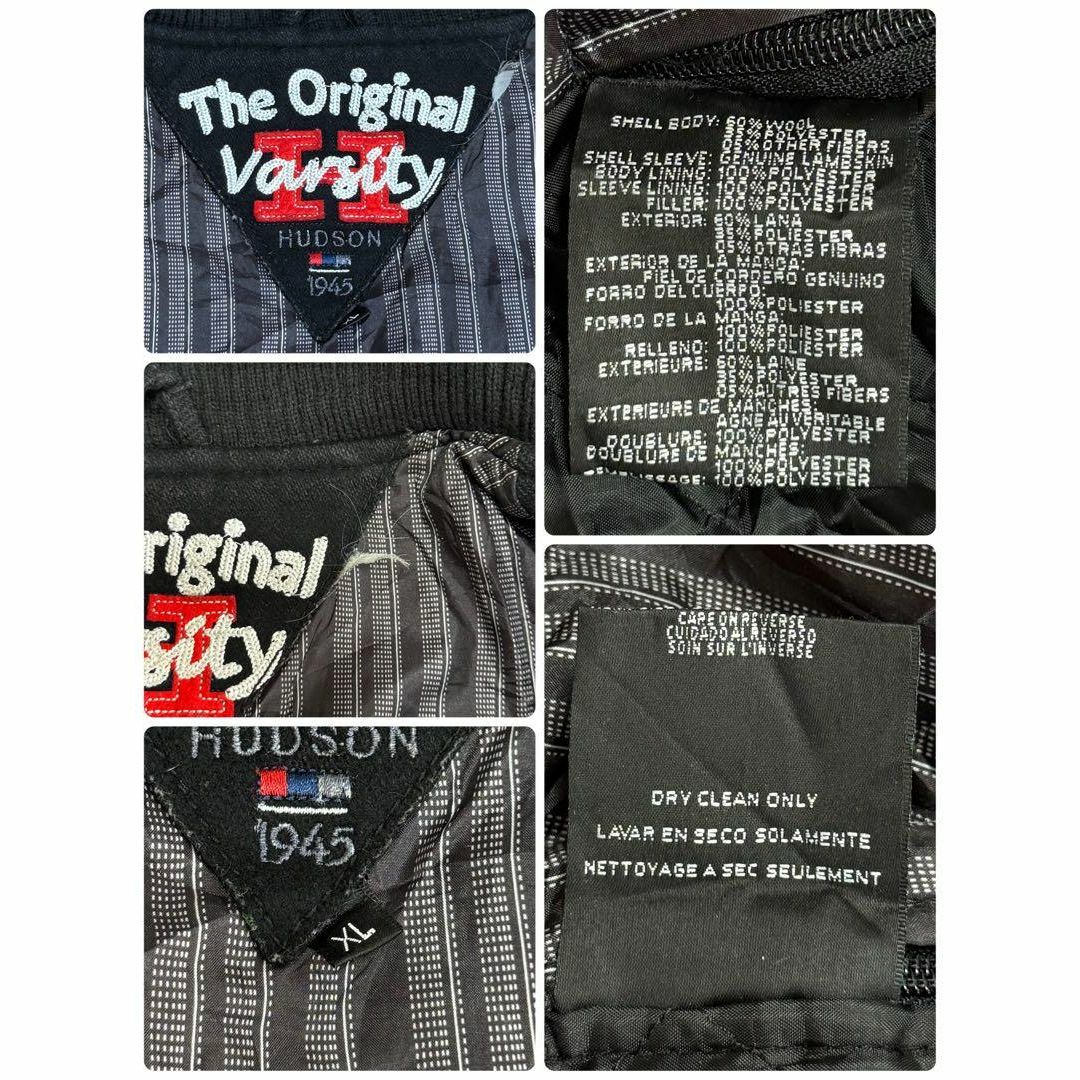 The Original
Varsity
H
HUDSON
1945
riginal
sity
HUDSON
1945
XL
SHELL BODY: 60%WOOL
35%POLYESTER
05%OTHER FIBERS
SHELL SLEEVE: GENUINE LAMBSKIN
BODY LINING: 100%POLYESTER
SLEEVE LINING: 100%POLYESTER
FILLER: 100%POLYESTER
EXTERIOR: 60%LANA
35%POLIESTER
05%OTRAS FIBRAS
EXTERIOR DE LA MANGA:
PIEL DE CORDERO GENUINO
FORRO DEL CUERPO:
100%POLIESTER
FORRO DE LA MANGA:
100%POLIESTER
RELLENO: 100%POLIESTER
EXTERIEURE: 60%LAINE
35%POLYESTER
05%AUTRES FIBERS
EXTERIEURE DE MANCHES:
AGNEAU VERITABLE
DOUBLURE: 100%POLYESTER
DOUBLURE DE MANCHES:
100%POLYESTER
100%POLYESTER
CARE ON REVERSE
CUIDADO AL REVERSO
SOIN SUR L'INVERSE
DRY CLEAN ONLY
LAVAR EN SECO SOLAMENTE
NETTOYAGE A SEC SEULEMENT